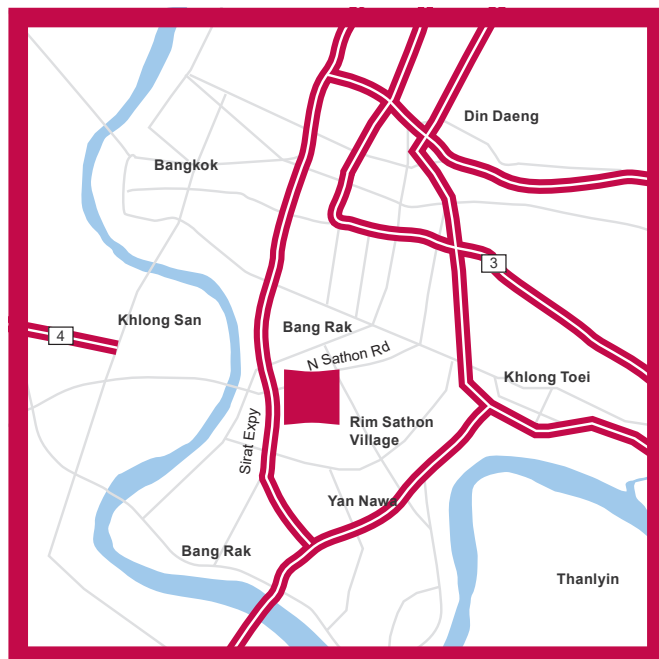 Din Daeng
Bangkok
3
Khlong San
Bang Rak
4
N Sathon Rd
Khlong Toei
Sirat Expy
Rim Sathon
Village
Yan Nawa
Bang Rak
Thanlyin